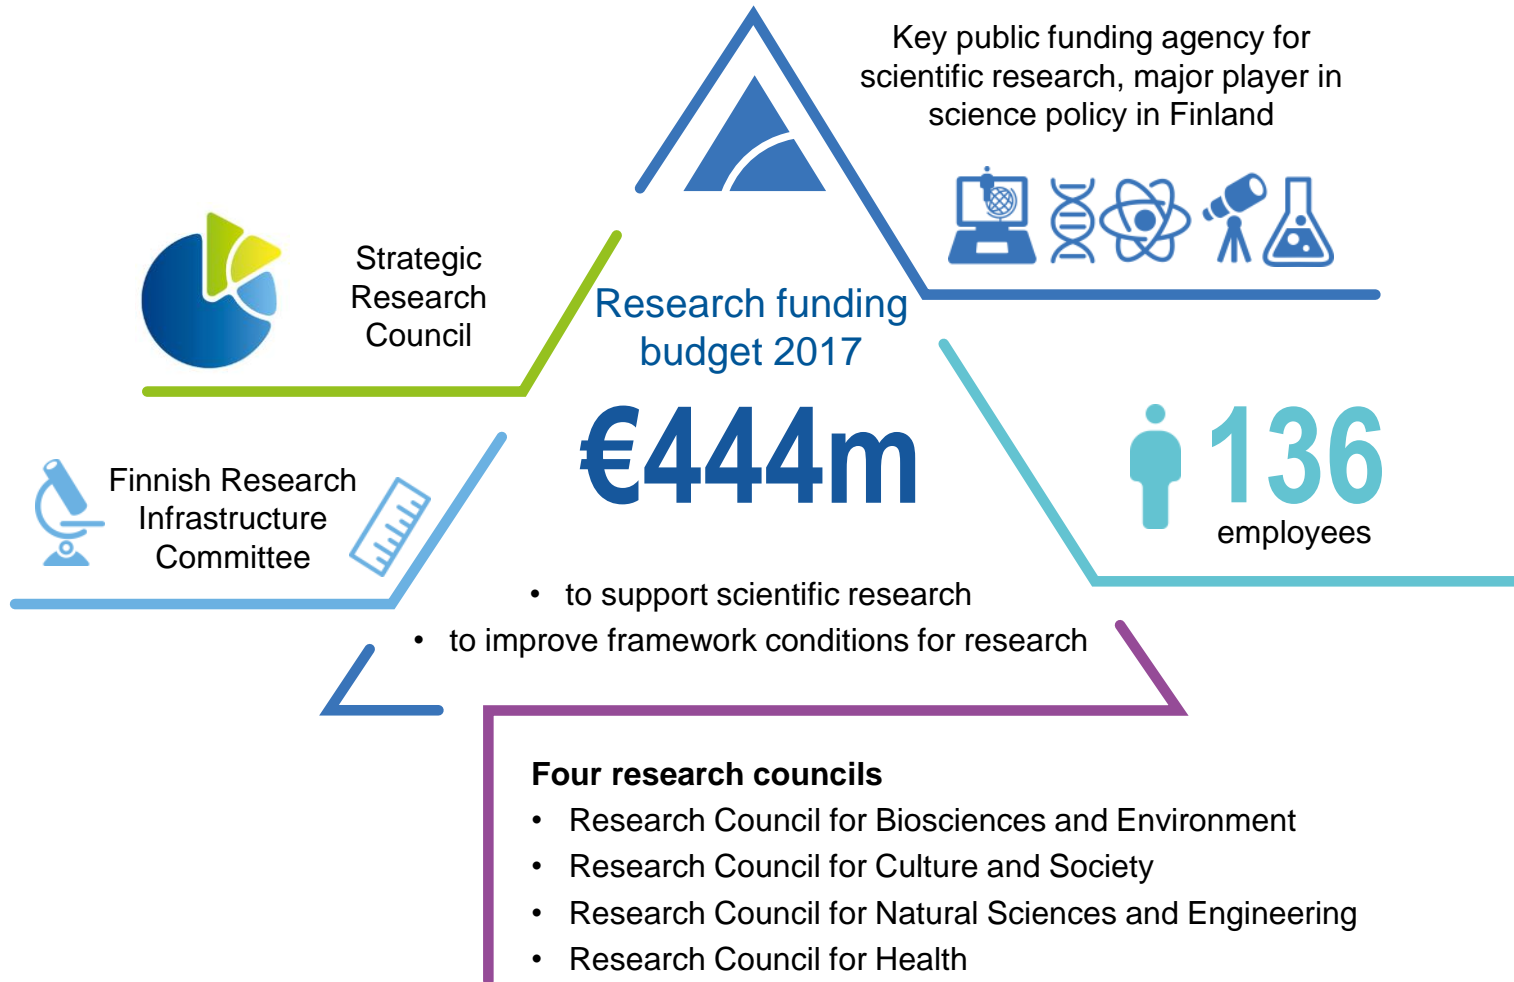 Key public funding agency for
scientific research, major player in
science policy in Finland
Strategic
Research
Council
Research funding
budget 2017
€444m
Finnish Research
Infrastructure
Committee
136
employees
• to support scientific research
• to improve framework conditions for research
Four research councils
• Research Council for Biosciences and Environment
• Research Council for Culture and Society
• Research Council for Natural Sciences and Engineering
• Research Council for Health